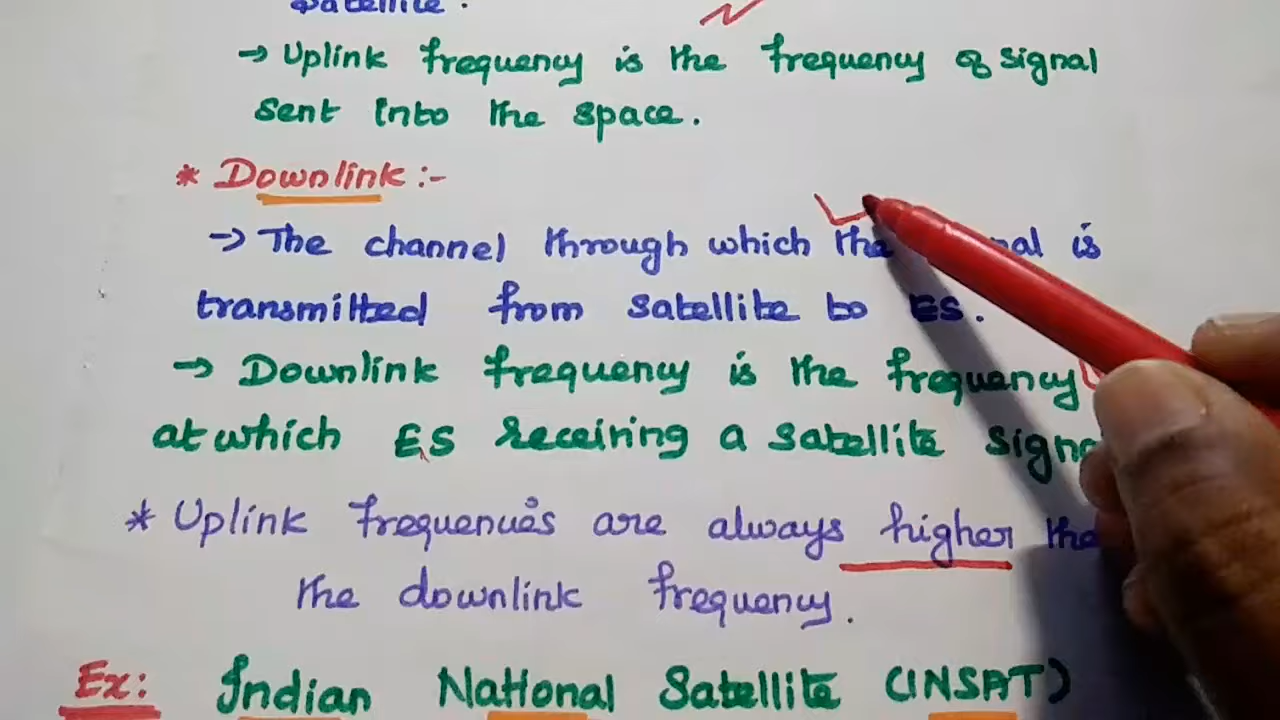 Satellite.
→ Uplink frequency is the frequency of signal
sent into the space.
* Downlink:-
→ The channel through which the is
transmitted from satellite to ES.
→ Downlink frequency is the frequency
at which ES receiving a satellite
* Uplink frequencies are always higher
the downlink frequency.
Ex: Indian National Satellite (INSAT)